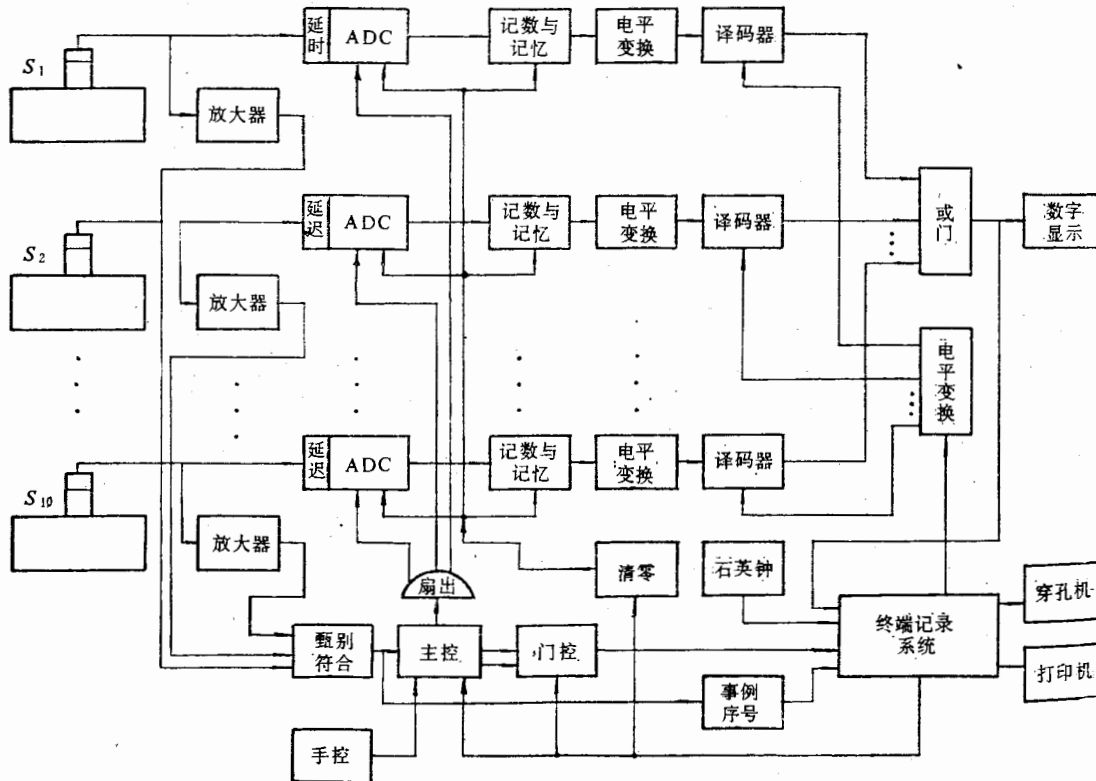 S₁
延时
ADC
记数与
记忆
电平
变换
译码器
放大器
S₂
延迟
ADC
记数与
记忆
电平
变换
译码器
或门
数字
显示
放大器
电平变换
S₁₀
延迟
ADC
记数与
记忆
电平
变换
译码器
放大器
扇出
清零
石英钟
甄别
符合
主控
门控
终端记录
系统
穿孔机
打印机
事例
序号
手控